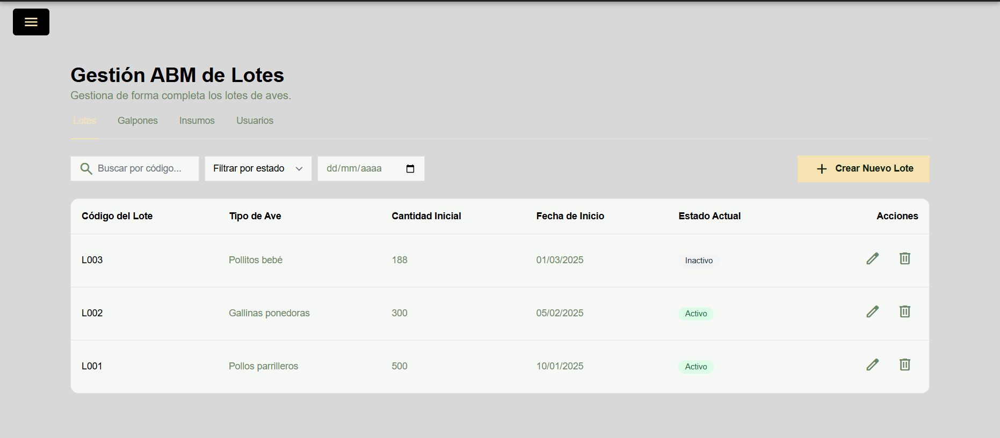 Gestión ABM de Lotes
Gestiona de forma completa los lotes de aves.
Lotes Galpones Insumos Usuarios
Buscar por código... Filtrar por estado dd/mm/aaaa Crear Nuevo Lote
Código del Lote Tipo de Ave Cantidad Inicial Fecha de Inicio Estado Actual Acciones
L003 Pollitos bebé 188 01/03/2025 Inactivo
L002 Gallinas ponedoras 300 05/02/2025 Activo
L001 Pollos parrilleros 500 10/01/2025 Activo